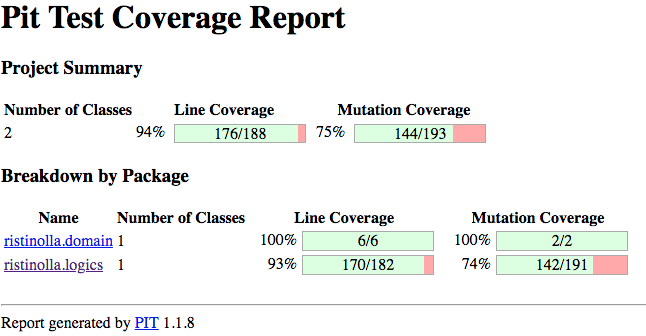 Pit Test Coverage Report
Project Summary
Number of Classes Line Coverage Mutation Coverage
2 94% 176/188 75% 144/193
Breakdown by Package
Name Number of Classes Line Coverage Mutation Coverage
ristinolla.domain 1 100% 6/6 100% 2/2
ristinolla.logics 1 93% 170/182 74% 142/191
Report generated by PIT 1.1.8